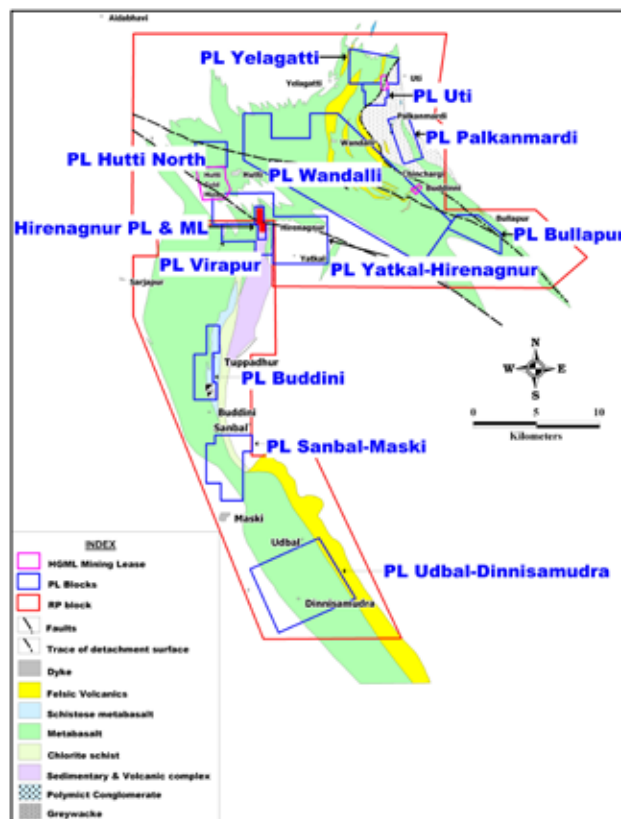 Aidabhavi
PL Yelagatti
Yelagatti
Uti
PL Uti
Palkanmardi
PL Palkanmardi
Wandalli
PL Hutti North
Hutti
Gold
Hutti
PL Wandalli
Chinchargi
Buddinni
Bullapur
Hirenagnur PL & ML
Hirenagnur
PL Bullapur
PL Virapur
Yatkal
PL Yatkal-Hirenagnur
Sarjapur
Tuppadhur
PL Buddini
Buddini
Sanbal
PL Sanbal-Maski
Maski
Udbal
PL Udbal-Dinnisamudra
Dinnisamudra
N
W E
S
0 5 10
Kilometers
INDEX
HGML Mining Lease
PL Blocks
RP block
Faults
Trace of detachment surface
Dyke
Felsic Volcanics
Schistose metabasalt
Metabasalt
Chlorite schist
Sedimentary & Volcanic complex
Polymict Conglomerate
Greywacke